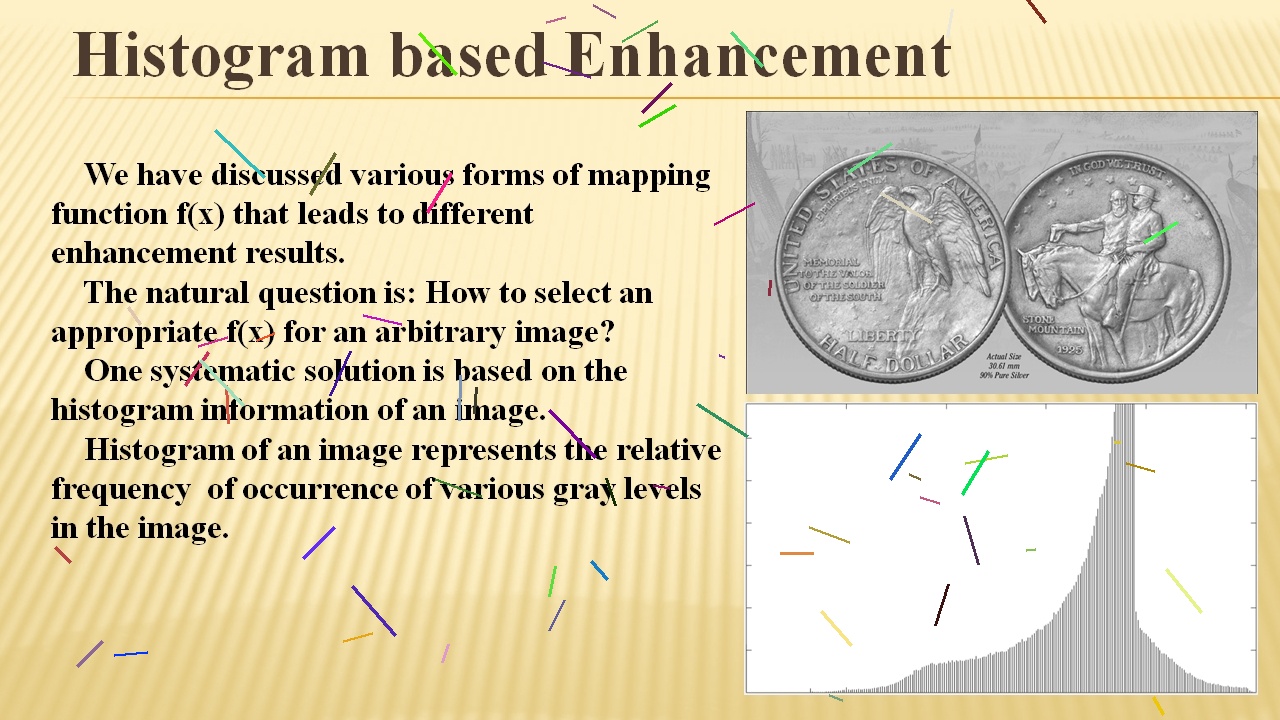 Histogram based Enhancement
We have discussed various forms of mapping
function f(x) that leads to different
enhancement results.
The natural question is: How to select an
appropriate f(x) for an arbitrary image?
One systematic solution is based on the
histogram information of an image.
Histogram of an image represents the relative
frequency of occurrence of various gray levels
in the image.
UNITED STATES OF AMERICA
MEMORIAL
TO THE VALOR
OF THE SOLDIER
OF THE SOUTH
LIBERTY
HALF DOLLAR
IN GOD WE TRUST
STONE
MOUNTAIN
1925
Actual Size
30.61 mm
90% Pure Silver